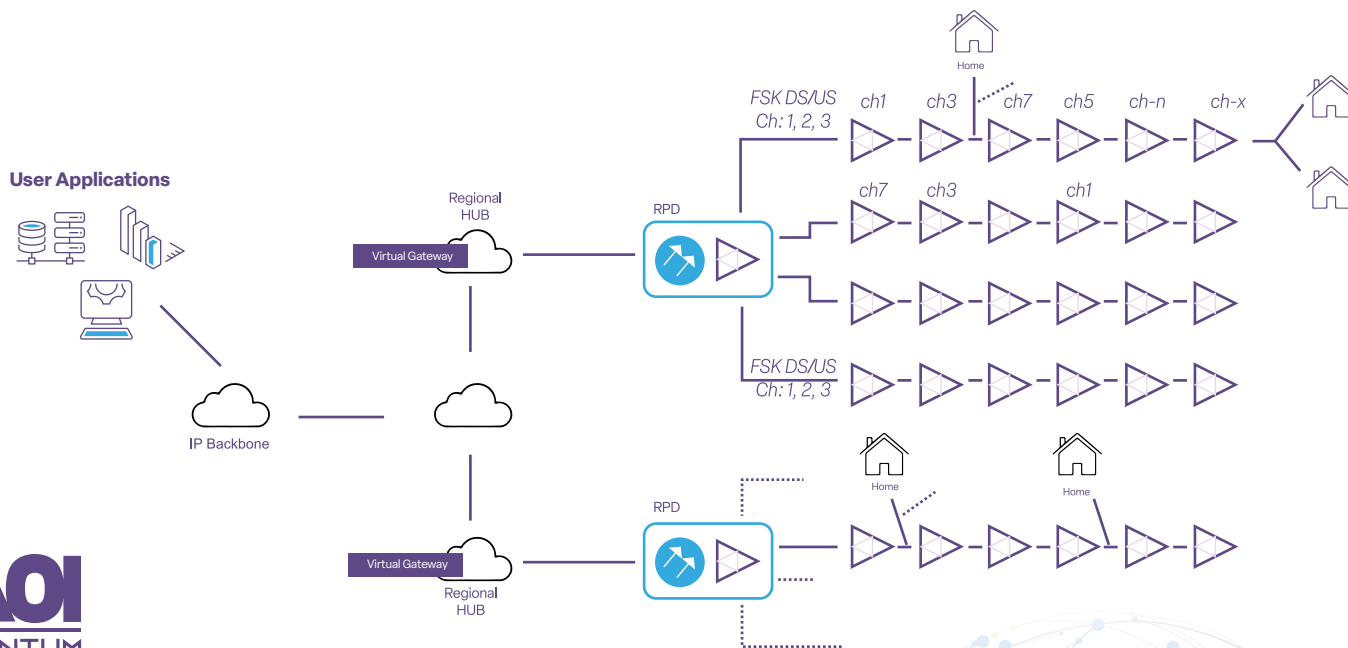 Home
FSK DS/US
Ch: 1, 2, 3
ch1 ch3 ch7 ch5 ch-n ch-x
User Applications
Regional
HUB
Virtual Gateway
RPD
ch7 ch3 ch1
FSK DS/US
Ch: 1, 2, 3
IP Backbone
Home
Home
RPD
Virtual Gateway
Regional
HUB
AOI